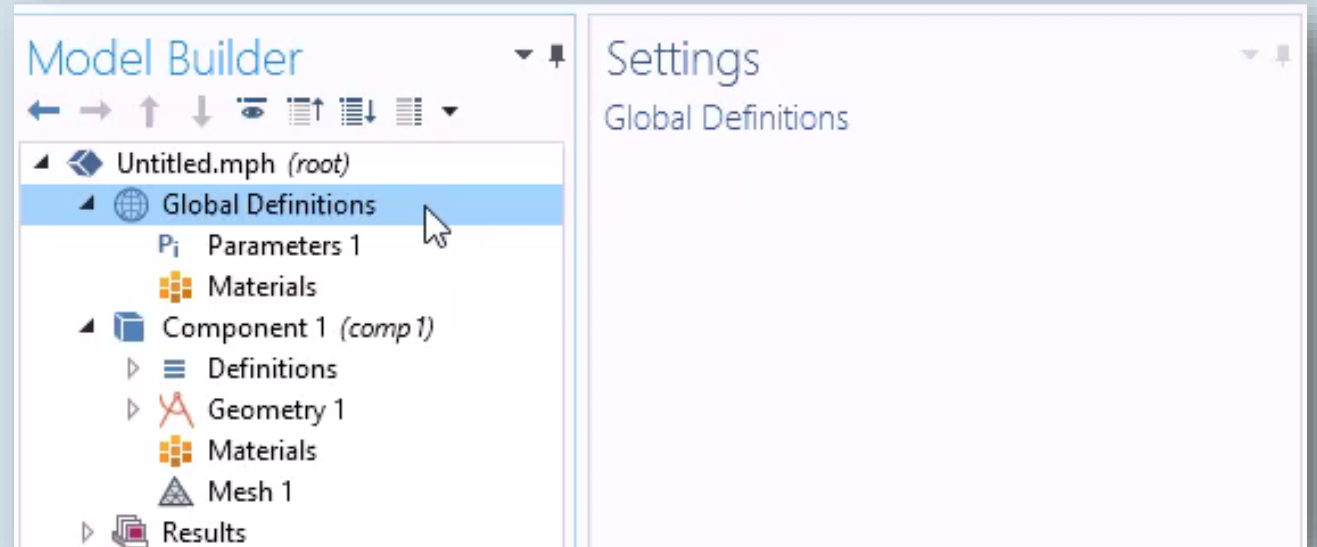 Model Builder
Settings
Global Definitions
Untitled.mph (root)
Global Definitions
Pi Parameters 1
Materials
Component 1 (comp1)
Definitions
Geometry 1
Materials
Mesh 1
Results